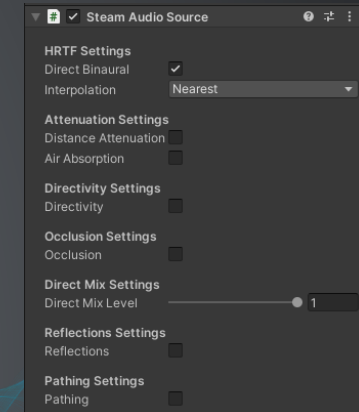 Steam Audio Source
HRTF Settings
Direct Binaural
Interpolation Nearest
Attenuation Settings
Distance Attenuation
Air Absorption
Directivity Settings
Directivity
Occlusion Settings
Occlusion
Direct Mix Settings
Direct Mix Level 1
Reflections Settings
Reflections
Pathing Settings
Pathing